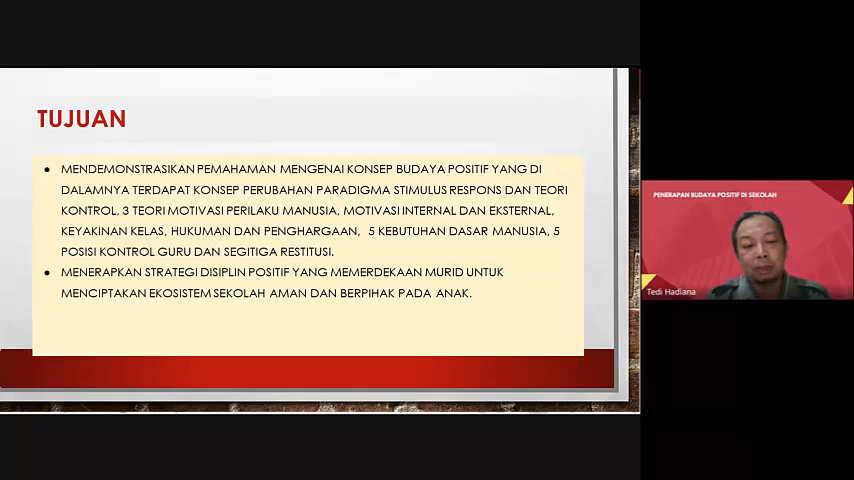 TUJUAN
MENDEMONSTRASIKAN PEMAHAMAN MENGENAI KONSEP BUDAYA POSITIF YANG DI
DALAMNYA TERDAPAT KONSEP PERUBAHAN PARADIGMA STIMULUS RESPONS DAN TEORI
KONTROL, 3 TEORI MOTIVASI PERILAKU MANUSIA, MOTIVASI INTERNAL DAN EKSTERNAL,
KEYAKINAN KELAS, HUKUMAN DAN PENGHARGAAN, 5 KEBUTUHAN DASAR MANUSIA, 5
POSISI KONTROL GURU DAN SEGITIGA RESTITUSI.
MENERAPKAN STRATEGI DISIPLIN POSITIF YANG MEMERDEKAAN MURID UNTUK
MENCIPTAKAN EKOSISTEM SEKOLAH AMAN DAN BERPIHAK PADA ANAK.
PENERAPAN BUDAYA POSITIF DI SEKOLAH
Tedi Hadiana